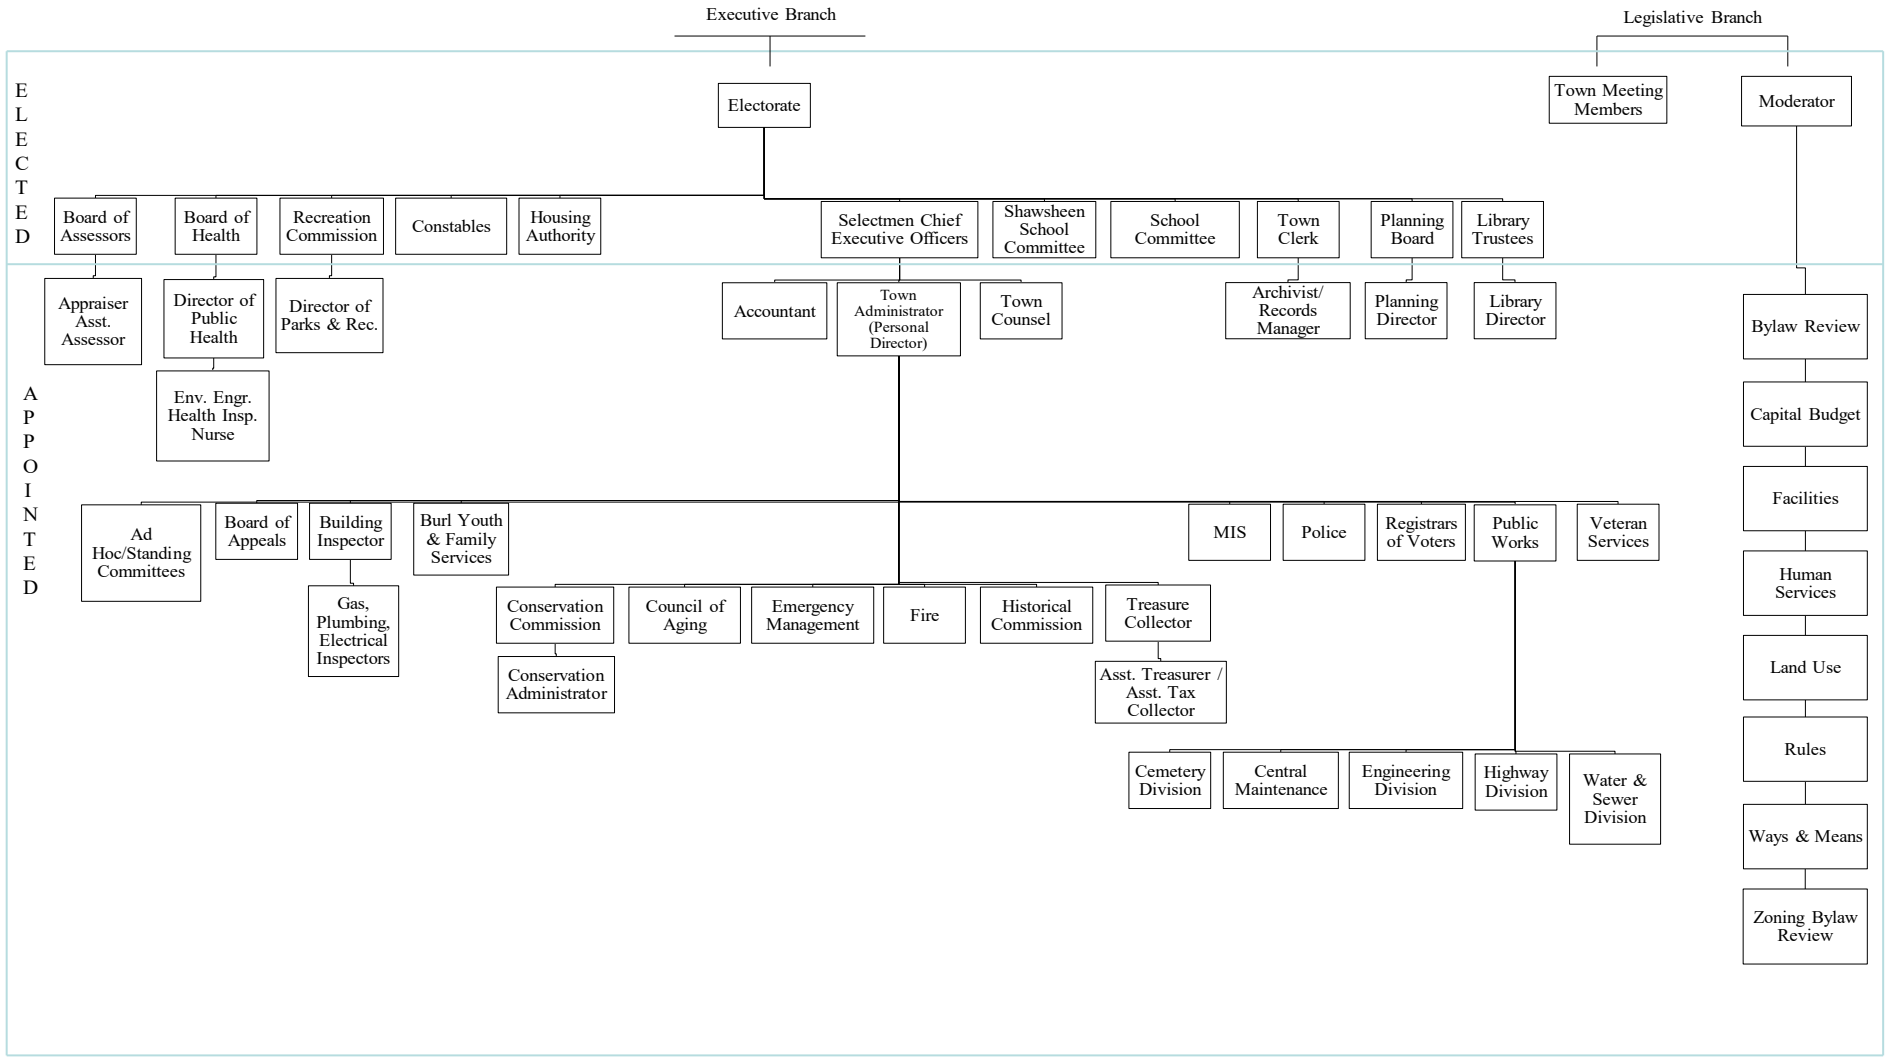 Executive Branch
Legislative Branch
ELECTED
Electorate
Town Meeting
Members
Moderator
Board of
Assessors
Board of
Health
Recreation
Commission
Constables
Housing
Authority
Selectmen Chief
Executive Officers
Shawsheen
School
Committee
School
Committee
Town
Clerk
Planning
Board
Library
Trustees
APPOINTED
Appraiser
Asst.
Assessor
Director of
Public
Health
Director of
Parks & Rec.
Accountant
Town
Administrator
(Personal
Director)
Town
Counsel
Archivist/
Records
Manager
Planning
Director
Library
Director
Env. Engr.
Health Insp.
Nurse
Ad
Hoc/Standing
Committees
Board of
Appeals
Building
Inspector
Burl Youth
& Family
Services
MIS
Police
Registrars
of Voters
Public
Works
Veteran
Services
Gas,
Plumbing,
Electrical
Inspectors
Conservation
Commission
Council of
Aging
Emergency
Management
Fire
Historical
Commission
Treasure
Collector
Conservation
Administrator
Asst. Treasurer /
Asst. Tax
Collector
Cemetery
Division
Central
Maintenance
Engineering
Division
Highway
Division
Water &
Sewer
Division
Bylaw Review
Capital Budget
Facilities
Human
Services
Land Use
Rules
Ways & Means
Zoning Bylaw
Review